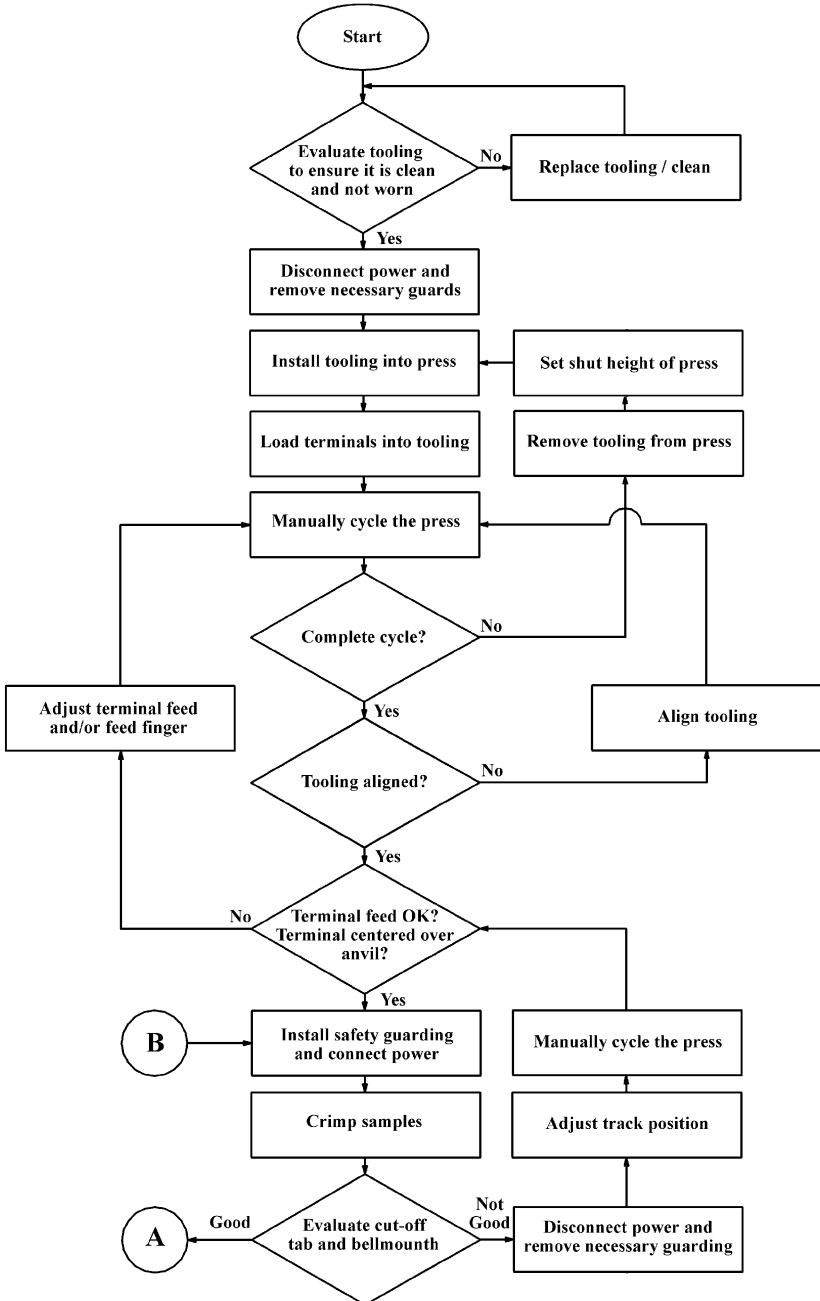 Start
Evaluate tooling
to ensure it is clean
and not worn
No
Replace tooling / clean
Yes
Disconnect power and
remove necessary guards
Install tooling into press
Set shut height of press
Load terminals into tooling
Remove tooling from press
Manually cycle the press
Complete cycle?
No
Adjust terminal feed
and/or feed finger
Yes
Align tooling
Tooling aligned?
No
Yes
No
Terminal feed OK?
Terminal centered over
anvil?
Yes
B
Install safety guarding
and connect power
Manually cycle the press
Crimp samples
Adjust track position
A
Good
Evaluate cut-off
tab and bellmounth
Not
Good
Disconnect power and
remove necessary guarding